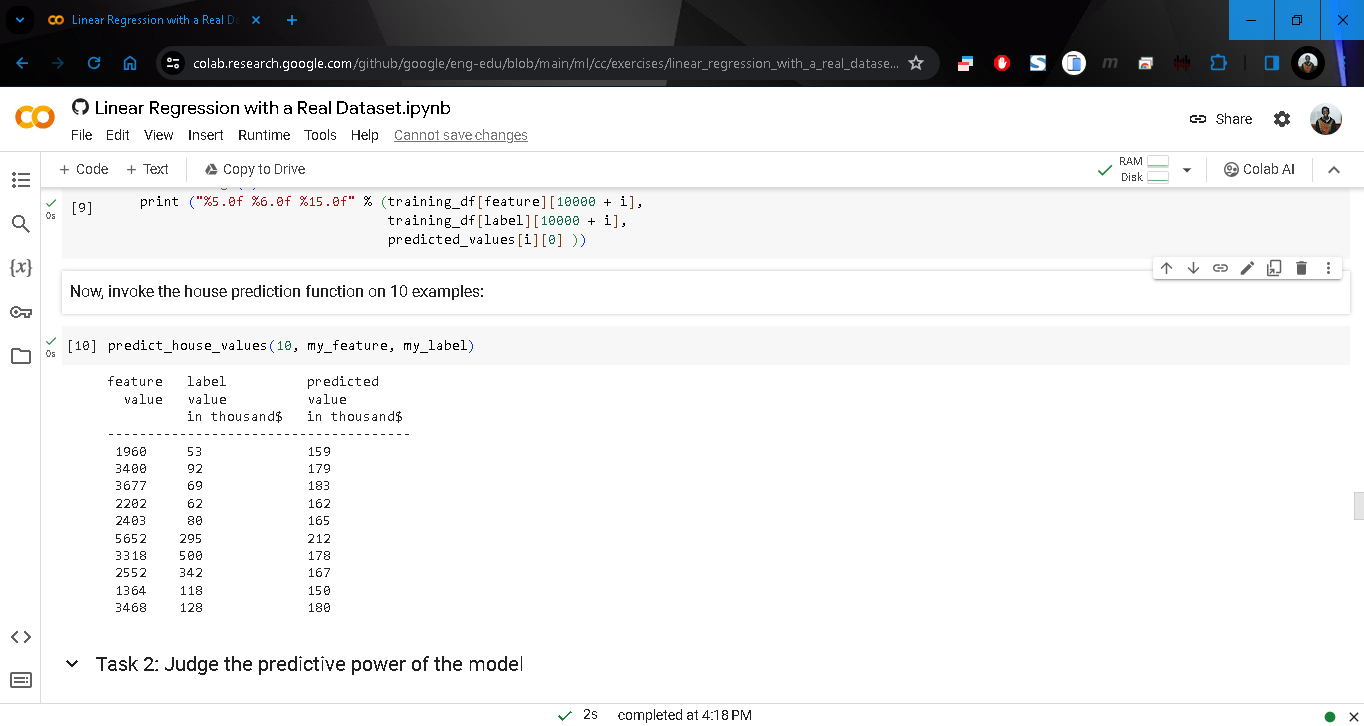 Linear Regression with a Real D
colab.research.google.com/github/google/eng-edu/blob/main/ml/cc/exercises/linear_regression_with_a_real_datase...
Linear Regression with a Real Dataset.ipynb
File Edit View Insert Runtime Tools Help Cannot save changes
Share
+ Code + Text Copy to Drive
RAM
Disk
Colab AI
0s
[9] print ("%5.0f %6.0f %15.0f" % (training_df[feature][10000 + i],
training_df[label][10000 + i],
predicted_values[i][0] ))
Now, invoke the house prediction function on 10 examples:
0s
[10] predict_house_values(10, my_feature, my_label)
feature label predicted
value value value
in thousand$ in thousand$
--------------------------------------
1960 53 159
3400 92 179
3677 69 183
2202 62 162
2403 80 165
5652 295 212
3318 500 178
2552 342 167
1364 118 150
3468 128 180
Task 2: Judge the predictive power of the model
2s completed at 4:18 PM